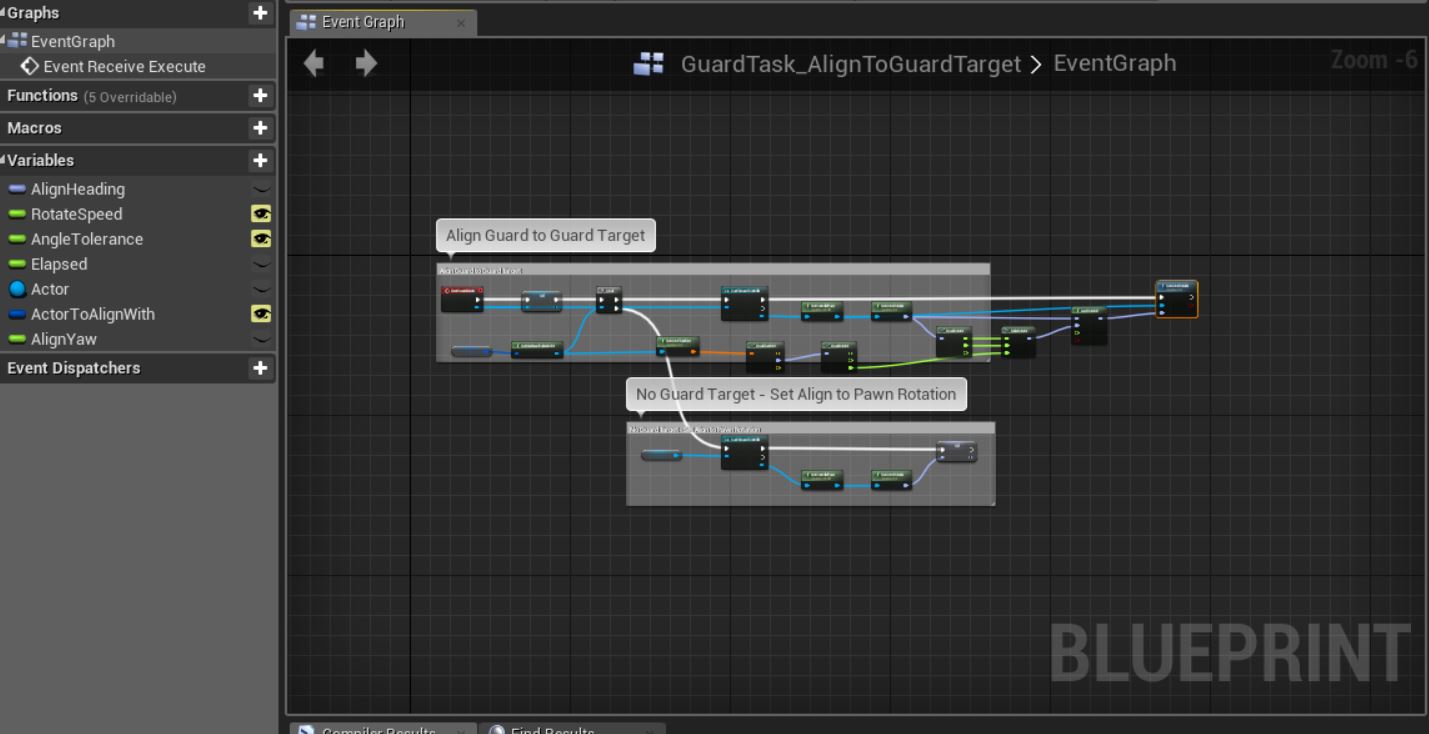 Graphs
EventGraph
Event Receive Execute
Functions (5 Overridable)
Macros
Variables
AlignHeading
RotateSpeed
AngleTolerance
Elapsed
Actor
ActorToAlignWith
AlignYaw
Event Dispatchers
Event Graph
GuardTask_AlignToGuardTarget > EventGraph
Zoom -6
Align Guard to Guard Target
Align Guard to Guard Target
No Guard Target - Set Align to Pawn Rotation
No Guard Target - Set Align to Pawn Rotation
BLUEPRINT
Compiler Results
Find Results